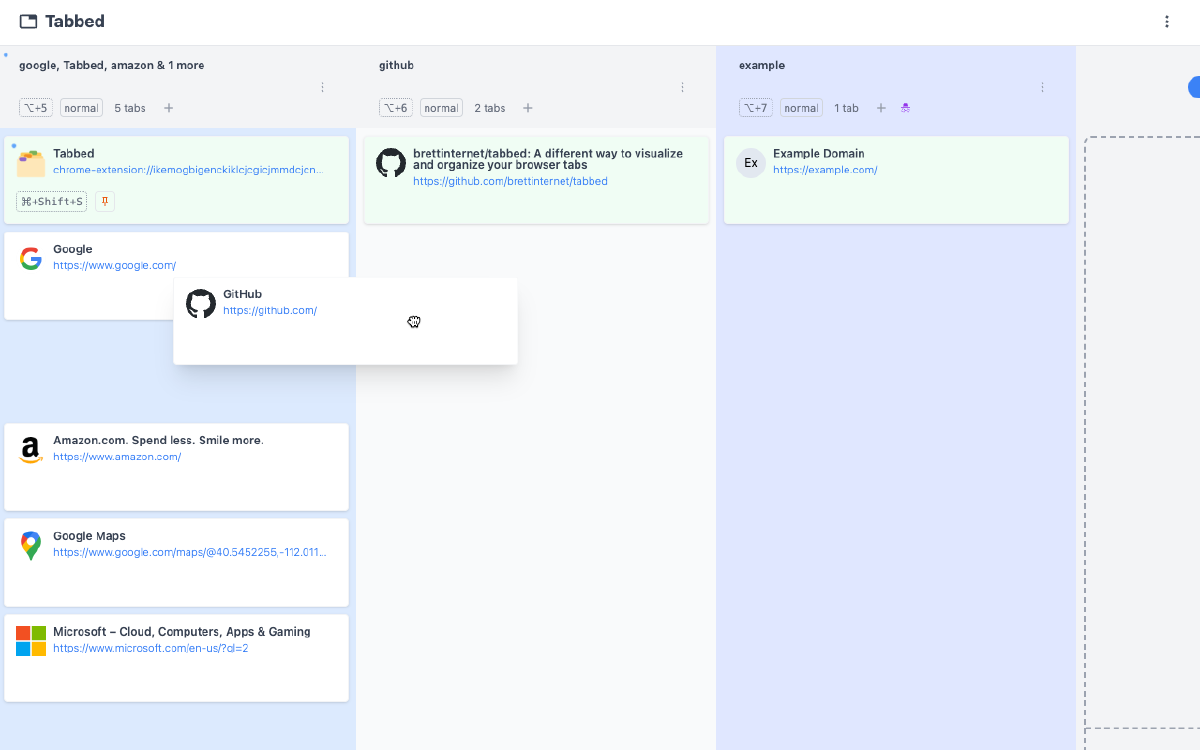 Tabbed
google, Tabbed, amazon & 1 more
⌥+5 normal 5 tabs +
Tabbed
chrome-extension://ikemogbigenckiklcjcgicjmmdcjcn...
⌘+Shift+S
Google
https://www.google.com/
GitHub
https://github.com/
Amazon.com. Spend less. Smile more.
https://www.amazon.com/
Google Maps
https://www.google.com/maps/@40.5452255,-112.011...
Microsoft – Cloud, Computers, Apps & Gaming
https://www.microsoft.com/en-us/?ql=2
github
⌥+6 normal 2 tabs +
brettinternet/tabbed: A different way to visualize
and organize your browser tabs
https://github.com/brettinternet/tabbed
example
⌥+7 normal 1 tab +
Ex
Example Domain
https://example.com/